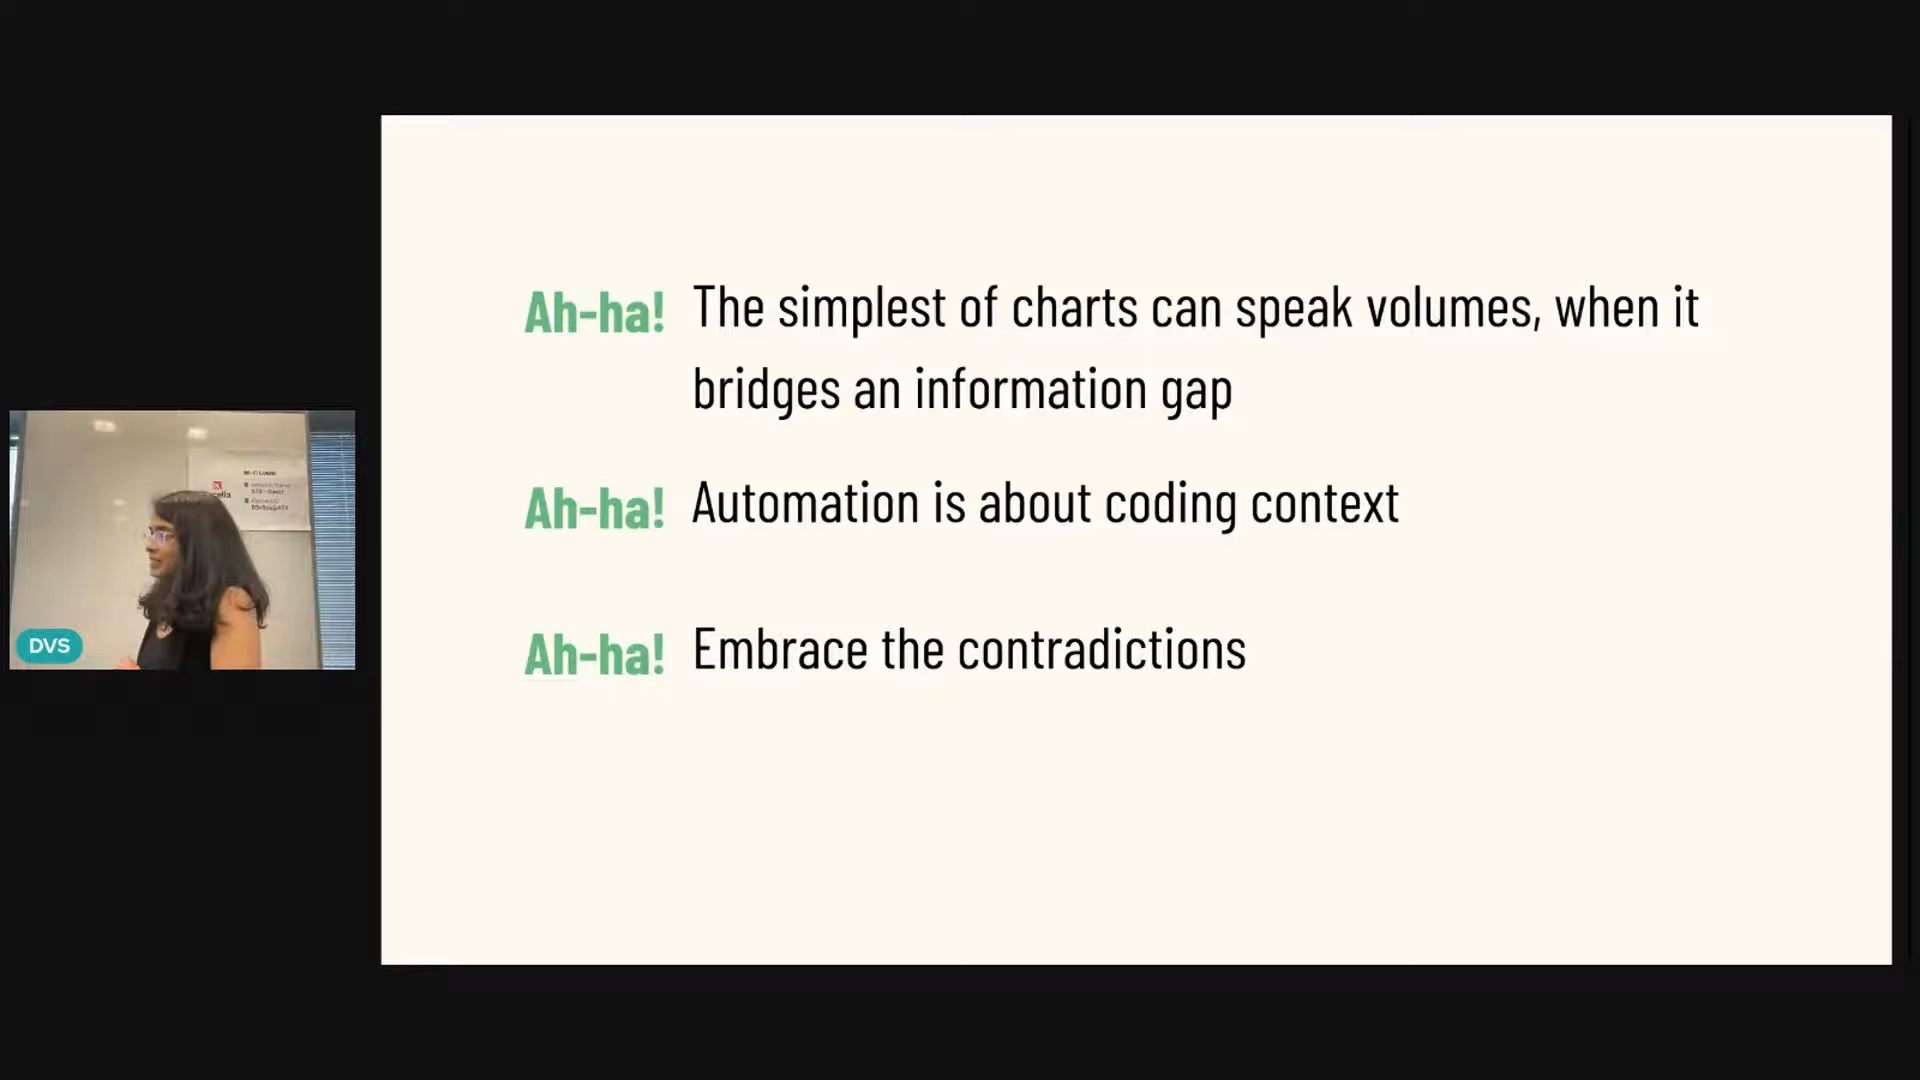 Ah-ha! The simplest of charts can speak volumes, when it
bridges an information gap
Ah-ha! Automation is about coding context
Ah-ha! Embrace the contradictions
DVS